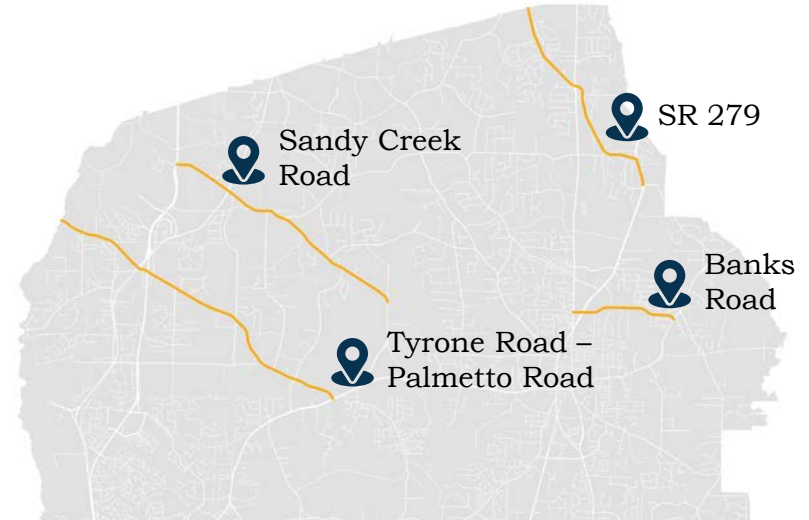 SR 279
Sandy Creek
Road
Banks
Road
Tyrone Road –
Palmetto Road